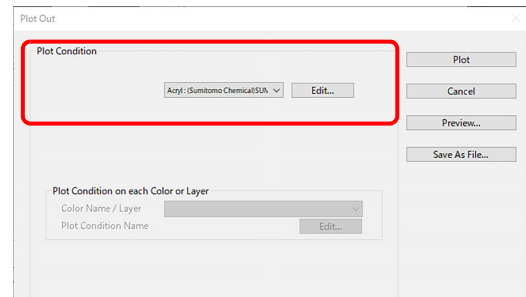 Plot Out
Plot Condition
Plot
Acryl : (Sumitomo Chemical)SUM
Edit...
Cancel
Preview...
Save As File...
Plot Condition on each Color or Layer
Color Name / Layer
Plot Condition Name
Edit...